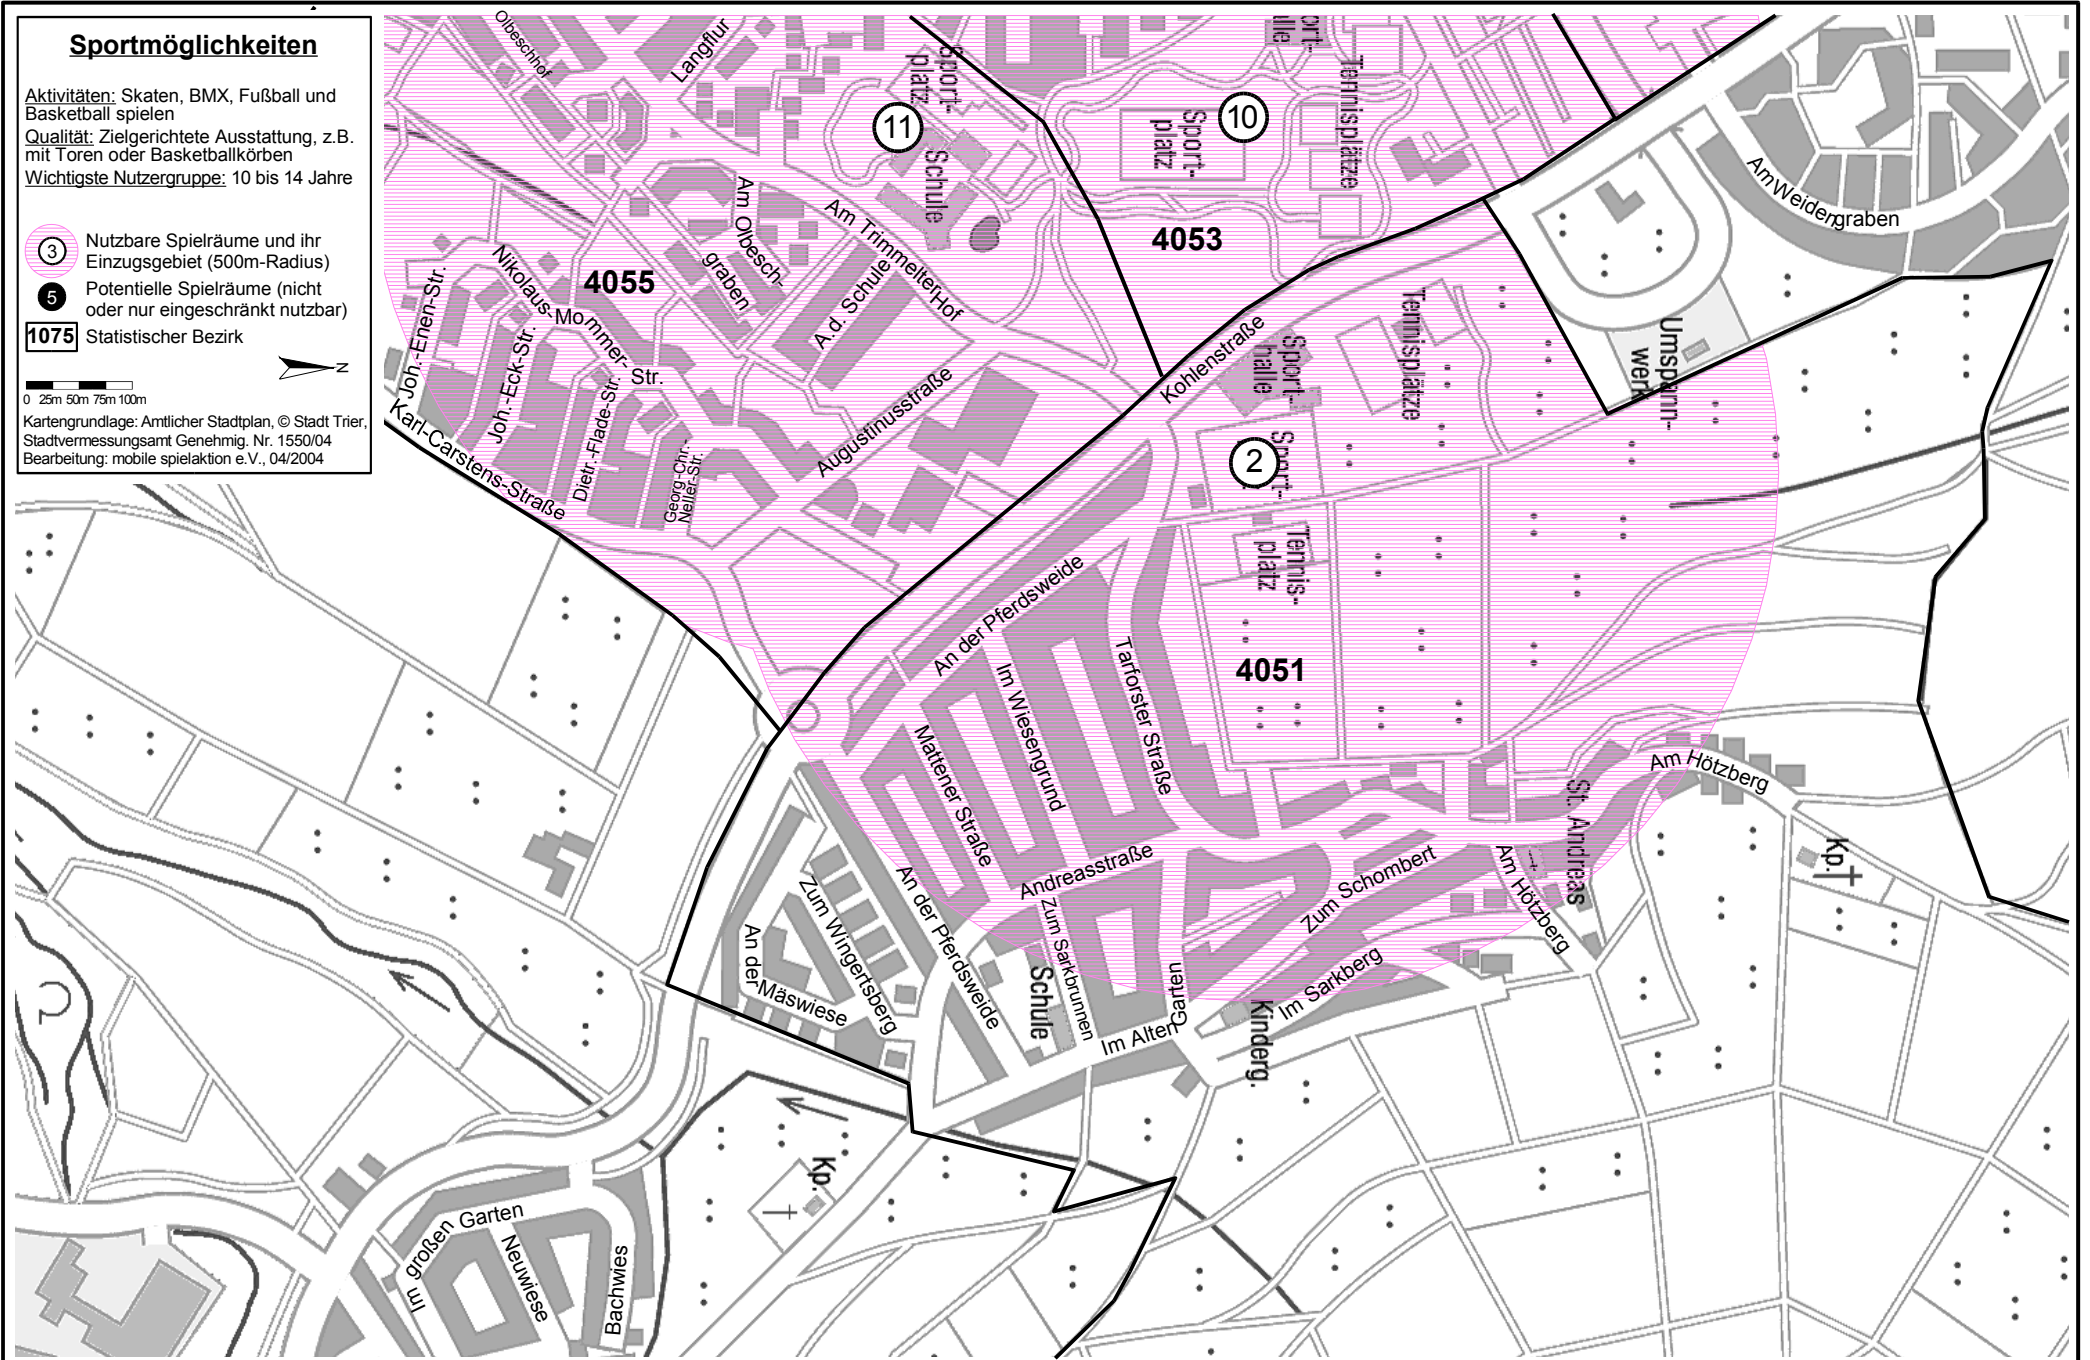 Sportmöglichkeiten
Aktivitäten: Skaten, BMX, Fußball und
Basketball spielen
Qualität: Zielgerichtete Ausstattung, z.B.
mit Toren oder Basketballkörben
Wichtigste Nutzergruppe: 10 bis 14 Jahre
3
Nutzbare Spielräume und ihr
Einzugsgebiet (500m-Radius)
5
Potentielle Spielräume (nicht
oder nur eingeschränkt nutzbar)
1075 Statistischer Bezirk
N
0 25m 50m 75m 100m
Kartengrundlage: Amtlicher Stadtplan, © Stadt Trier,
Stadtvermessungsamt Genehmig. Nr. 1550/04
Bearbeitung: mobile spielaktion e.V., 04/2004
Olbeschhof
Langflur
Sport-
platz
11
Schule
Sport-
platz
10
Tennisplätze
4053
Am Weidengraben
Am Trimmelter Hof
Am Olbesch-
graben
A.d. Schule
4055
Nikolaus-Mommer-
Str.
Joh.-Enen-Str.
Joh.-Eck-Str.
Dietr.-Flade-Str.
Georg-Chr.-
Neller-Str.
Karl-Carstens-Straße
Augustinusstraße
Kohlenstraße
Sport-
halle
Tennisplätze
Umspann-
werk
2
Sport-
Tennis-
platz
4051
An der Pferdsweide
Im Wiesengrund
Tarforster Straße
Mattener Straße
Andreasstraße
An der Pferdsweide
Zum Wingertsberg
An der
Mäswiese
Schule
Zum Sarkbrunnen
Im Alten
Garten
Kinderg.
Im Sarkberg
Zum Schombert
Am Hötzberg
St. Andreas
Am Hötzberg
Kp.
Kp.
Im großen Garten
Neuwiese
Bachwies